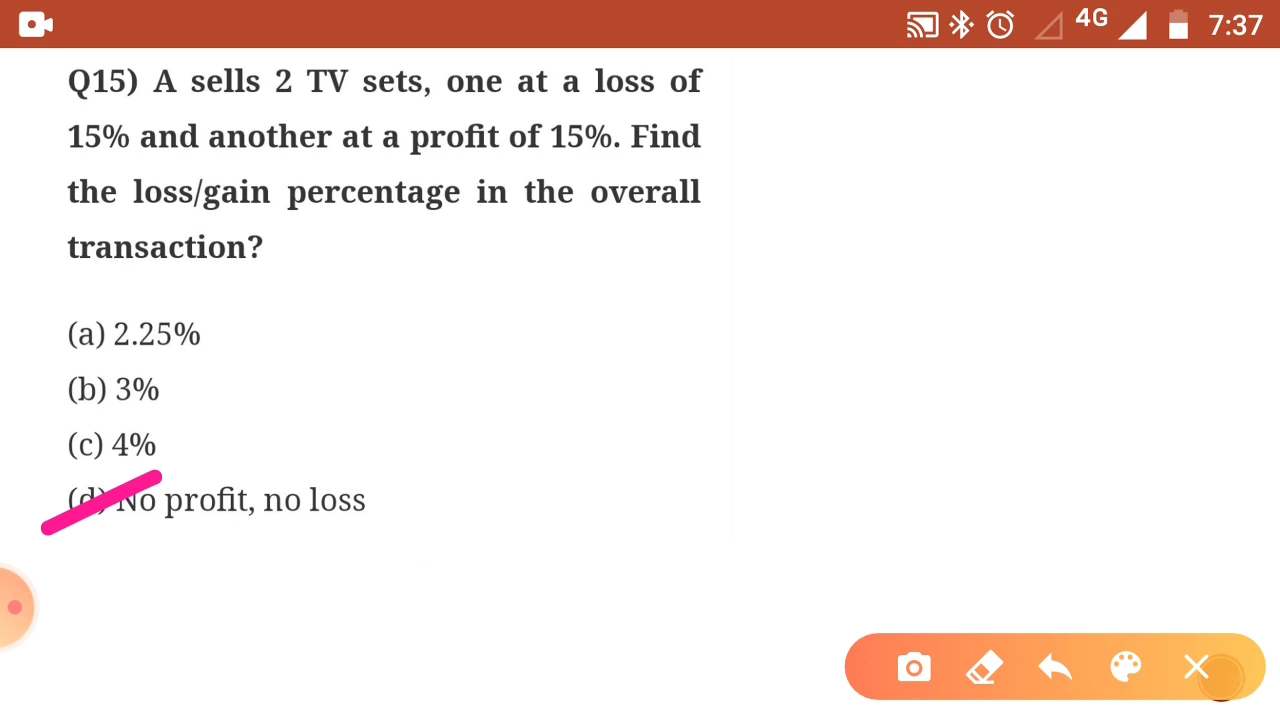 4G 7:37
Q15) A sells 2 TV sets, one at a loss of
15% and another at a profit of 15%. Find
the loss/gain percentage in the overall
transaction?
(a) 2.25%
(b) 3%
(c) 4%
(d) No profit, no loss